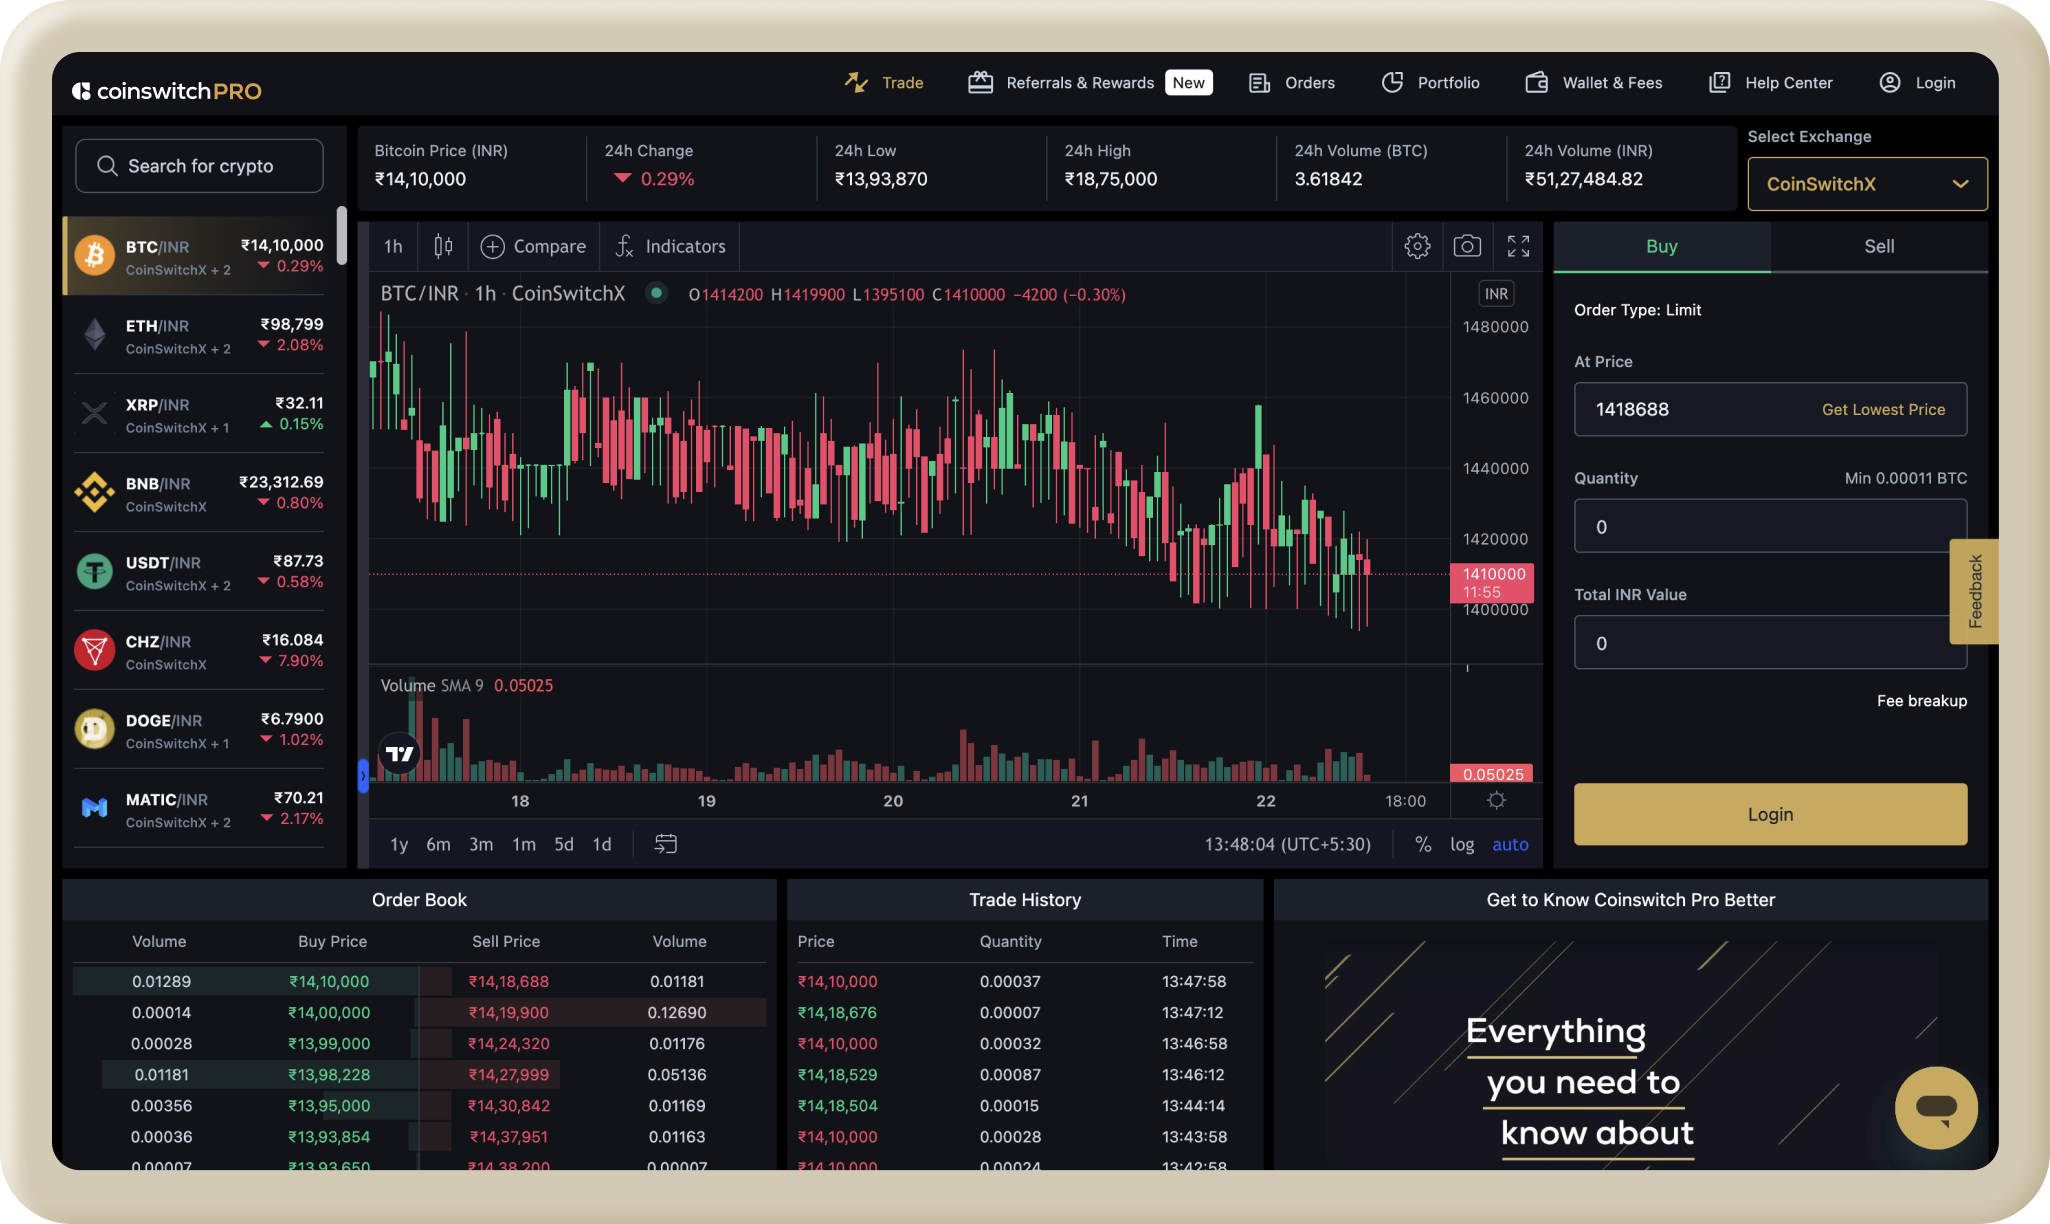 coinswitchPRO
Trade
Referrals & Rewards New
Orders
Portfolio
Wallet & Fees
Help Center
Login
Search for crypto
Bitcoin Price (INR)
₹14,10,000
24h Change
0.29%
24h Low
₹13,93,870
24h High
₹18,75,000
24h Volume (BTC)
3.61842
24h Volume (INR)
₹51,27,484.82
Select Exchange
CoinSwitchX
BTC/INR ₹14,10,000
CoinSwitchX + 2 0.29%
ETH/INR ₹98,799
CoinSwitchX + 2 2.08%
XRP/INR ₹32.11
CoinSwitchX + 1 0.15%
BNB/INR ₹23,312.69
CoinSwitchX 0.80%
USDT/INR ₹87.73
CoinSwitchX + 2 0.58%
CHZ/INR ₹16.084
CoinSwitchX 7.90%
DOGE/INR ₹6.7900
CoinSwitchX + 1 1.02%
MATIC/INR ₹70.21
CoinSwitchX + 2 2.17%
1h Compare Indicators
BTC/INR · 1h · CoinSwitchX O1414200 H1419900 L1395100 C1410000 −4200 (−0.30%)
INR
1480000
1460000
1440000
1420000
1410000
11:55
1400000
Volume SMA 9 0.05025
0.05025
18 19 20 21 22 18:00
1y 6m 3m 1m 5d 1d
13:48:04 (UTC+5:30) % log auto
Buy Sell
Order Type: Limit
At Price
1418688 Get Lowest Price
Quantity Min 0.00011 BTC
0
Total INR Value
0
Feedback
Fee breakup
Login
Order Book
Volume Buy Price Sell Price Volume
0.01289 ₹14,10,000 ₹14,18,688 0.01181
0.00014 ₹14,00,000 ₹14,19,900 0.12690
0.00028 ₹13,99,000 ₹14,24,320 0.01176
0.01181 ₹13,98,228 ₹14,27,999 0.05136
0.00356 ₹13,95,000 ₹14,30,842 0.01169
0.00036 ₹13,93,854 ₹14,37,951 0.01163
0.00007 ₹13,93,650 ₹14,38,200 0.00007
Trade History
Price Quantity Time
₹14,10,000 0.00037 13:47:58
₹14,18,676 0.00007 13:47:12
₹14,10,000 0.00032 13:46:58
₹14,18,529 0.00087 13:46:12
₹14,18,504 0.00015 13:44:14
₹14,10,000 0.00028 13:43:58
₹14,10,000 0.00024 13:42:58
Get to Know Coinswitch Pro Better
Everything
you need to
know about